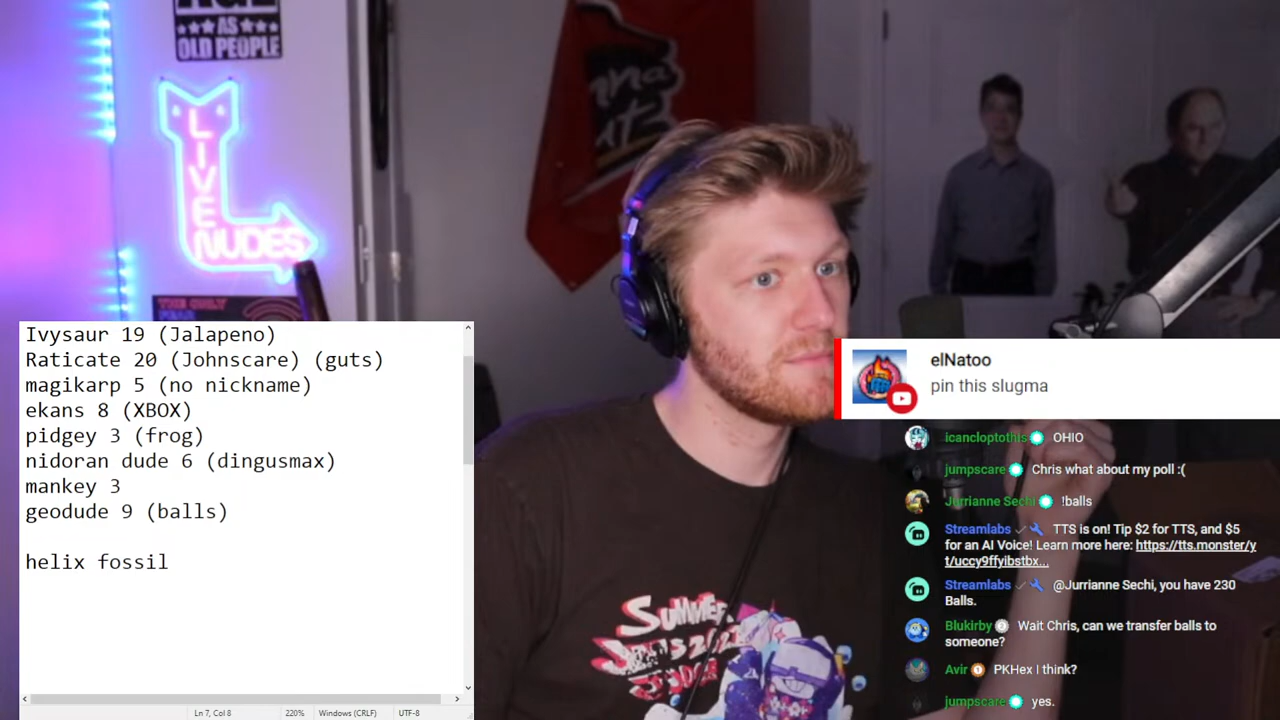 AS
OLD PEOPLE
LIVE
NUDES
THE ONLY
Ivysaur 19 (Jalapeno)
Raticate 20 (Johnscare) (guts)
magikarp 5 (no nickname)
ekans 8 (XBOX)
pidgey 3 (frog)
nidoran dude 6 (dingusmax)
mankey 3
geodude 9 (balls)
helix fossil
Ln 7, Col 8
220%
Windows (CRLF)
UTF-8
elNatoo
pin this slugma
icancloptothis OHIO
jumpscare Chris what about my poll :(
Jurrianne Sechi !balls
Streamlabs TTS is on! Tip $2 for TTS, and $5
for an AI Voice! Learn more here: https://tts.monster/y
t/uccy9ffyibstbx...
Streamlabs @Jurrianne Sechi, you have 230
Balls.
Blukirby Wait Chris, can we transfer balls to
someone?
Avir PKHex I think?
jumpscare yes.
SUMMER